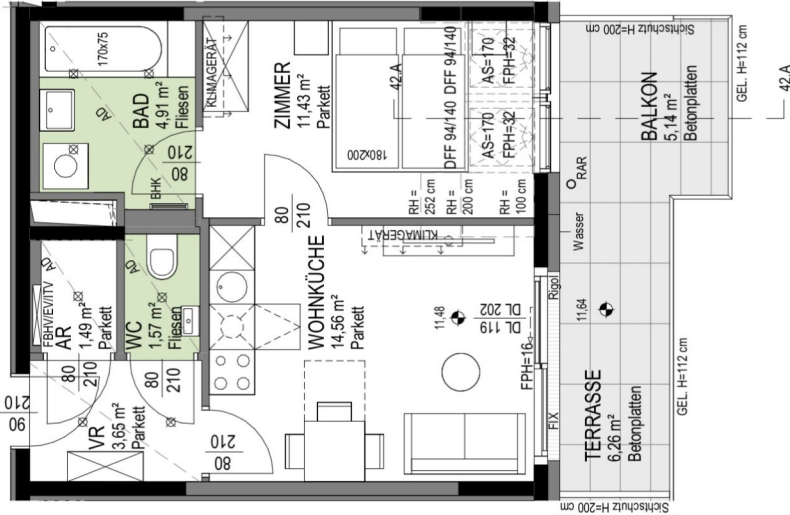 170x75
BAD
4,91 m²
Fliesen
AD
80
210
BHK
KLIMAGERÄT
ZIMMER
11,43 m²
Parkett
180x200
42.A
DFF 94/140
DFF 94/140
AS=170
FPH=32
AS=170
FPH=32
RH =
252 cm
RH =
200 cm
RH =
100 cm
Sichtschutz H=200 cm
GEL. H=112 cm
BALKON
5,14 m²
Betonplatten
42.A
RAR
Wasser
80
210
KLIMAGERÄT
FBHV/EV/ITV
AD
AR
1,49 m²
Parkett
80
210
AD
WC
1,57 m²
Fliesen
80
210
WOHNKÜCHE
14,56 m²
Parkett
11,48
DL 202
DL 119
FPH=16
FIX
Rigol
11,64
TERRASSE
6,26 m²
Betonplatten
GEL. H=112 cm
Sichtschutz H=200 cm
90
210
VR
3,65 m²
Parkett
80
210